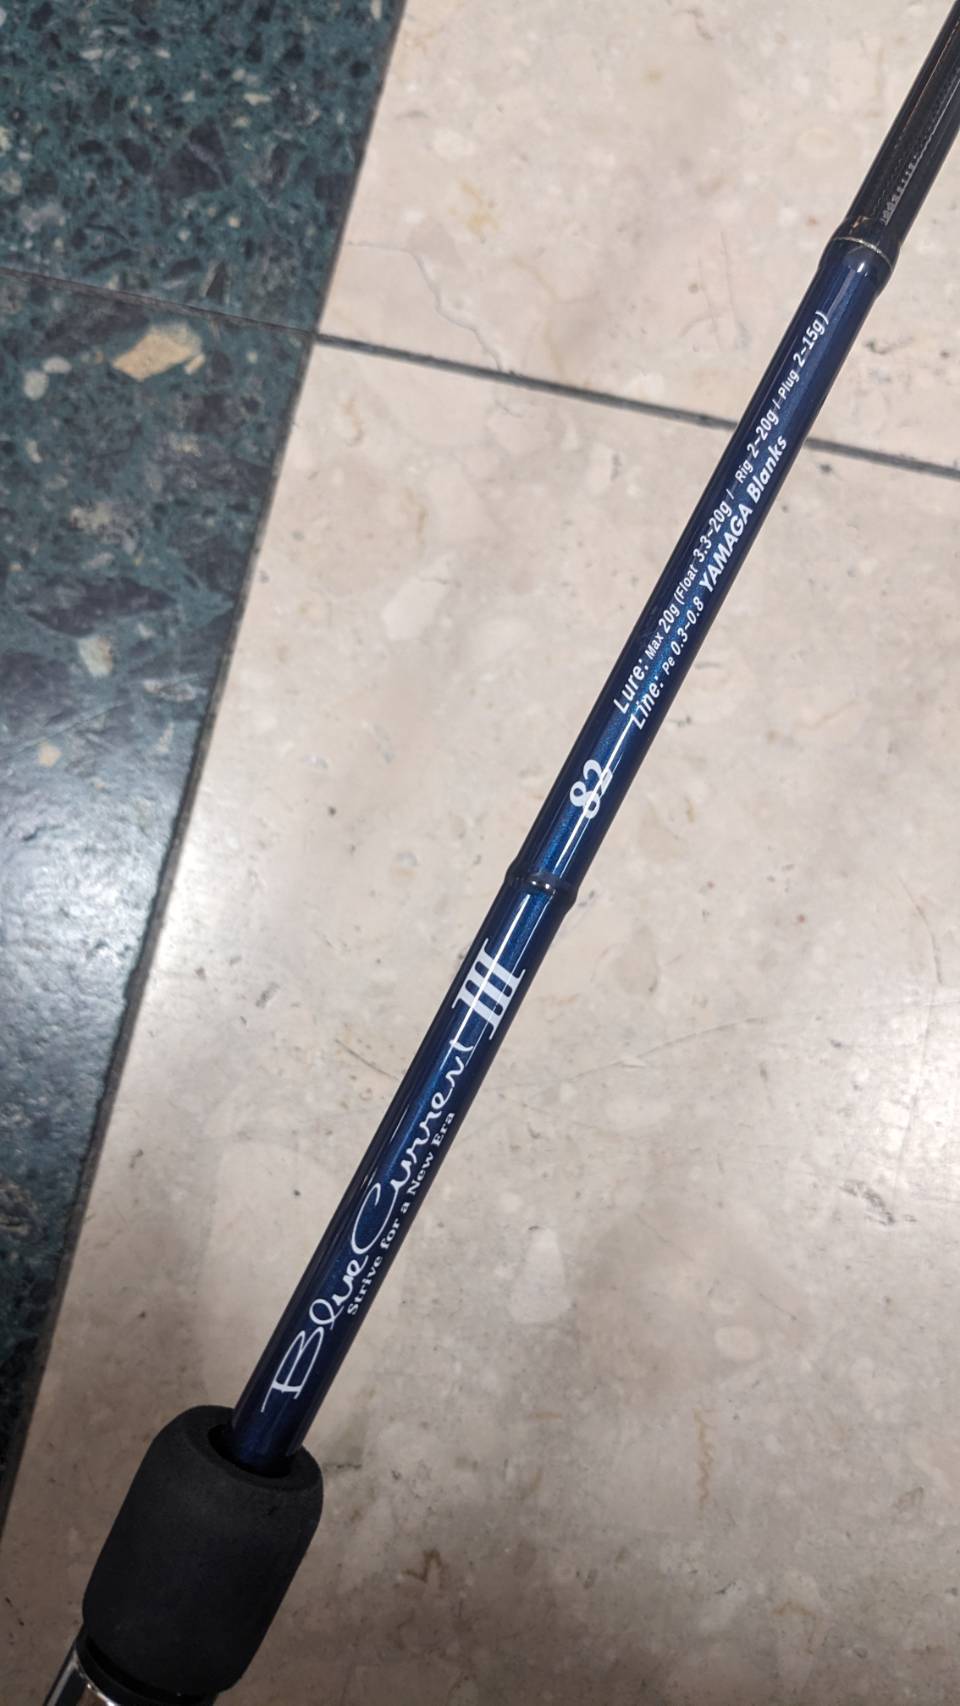 BlueCurrent III
Strive for a New Era
82
Lure: Max 20g (Float 3.3~20g / Rig 2~20g / Plug 2~15g)
Line: Pe 0.3~0.8 YAMAGA Blanks